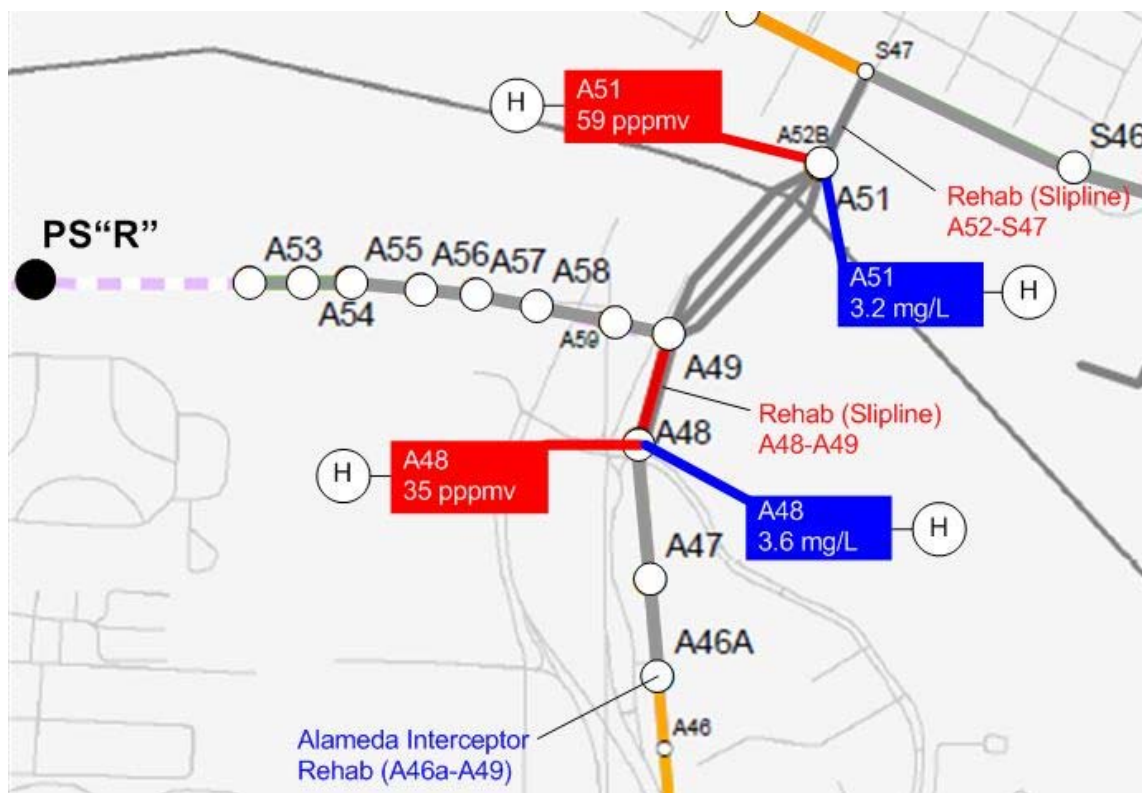 S47
A51
59 pppmv
H
A52B
S46
A51
Rehab (Slipline)
A52-S47
PS“R”
A53
A55
A56
A57
A58
A54
A59
A51
3.2 mg/L
H
A49
Rehab (Slipline)
A48-A49
A48
A48
35 pppmv
H
A48
3.6 mg/L
H
A47
A46A
A46
Alameda Interceptor
Rehab (A46a-A49)